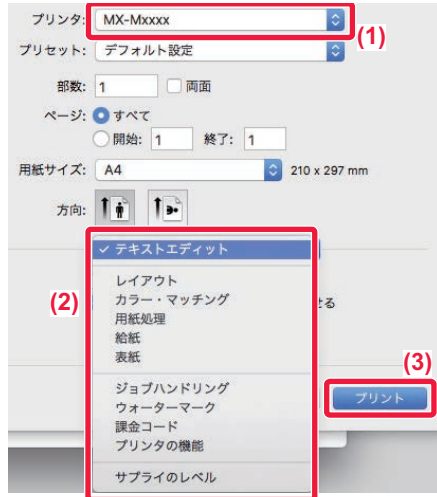 プリンタ: MX-Mxxxx
(1)
プリセット: デフォルト設定
部数: 1 両面
ページ: すべて
開始: 1 終了: 1
用紙サイズ: A4 210 x 297 mm
方向:
✓ テキストエディット
レイアウト
(2) カラー・マッチング せる
用紙処理
給紙
表紙
(3)
ジョブハンドリング
プリント
ウォーターマーク
課金コード
プリンタの機能
サプライのレベル